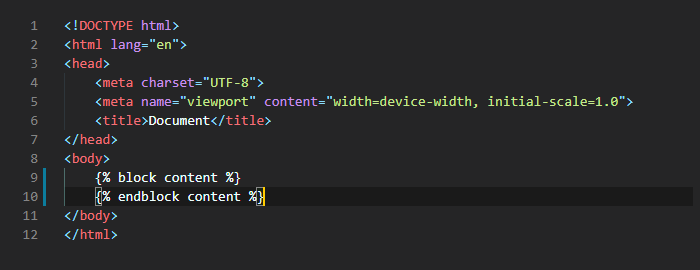 1 <!DOCTYPE html>
2 <html lang="en">
3 <head>
4     <meta charset="UTF-8">
5     <meta name="viewport" content="width=device-width, initial-scale=1.0">
6     <title>Document</title>
7 </head>
8 <body>
9     {% block content %}
10     {% endblock content %}
11 </body>
12 </html>